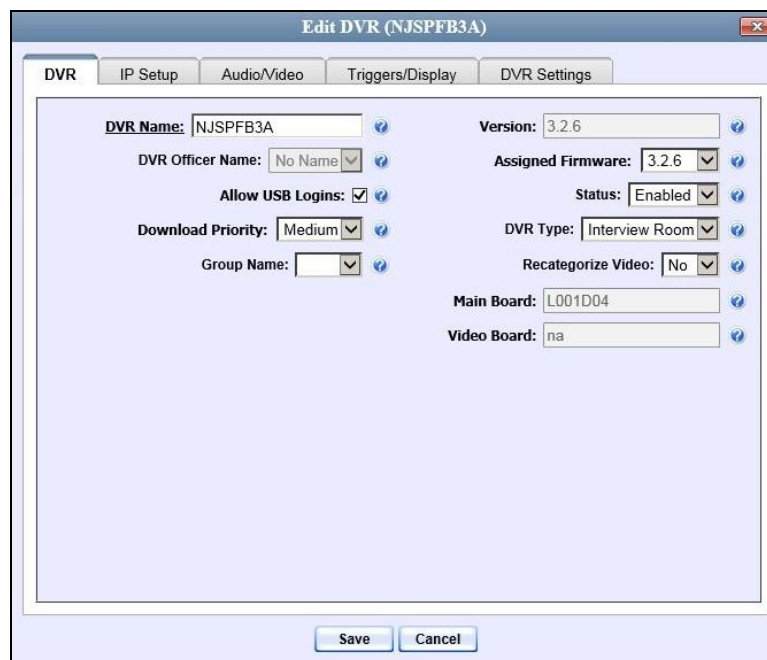 Edit DVR (NJSPFB3A)
DVR
IP Setup
Audio/Video
Triggers/Display
DVR Settings
DVR Name: NJSPFB3A
DVR Officer Name: No Name
Allow USB Logins:
Download Priority: Medium
Group Name:
Version: 3.2.6
Assigned Firmware: 3.2.6
Status: Enabled
DVR Type: Interview Room
Recategorize Video: No
Main Board: L001D04
Video Board: na
Save
Cancel